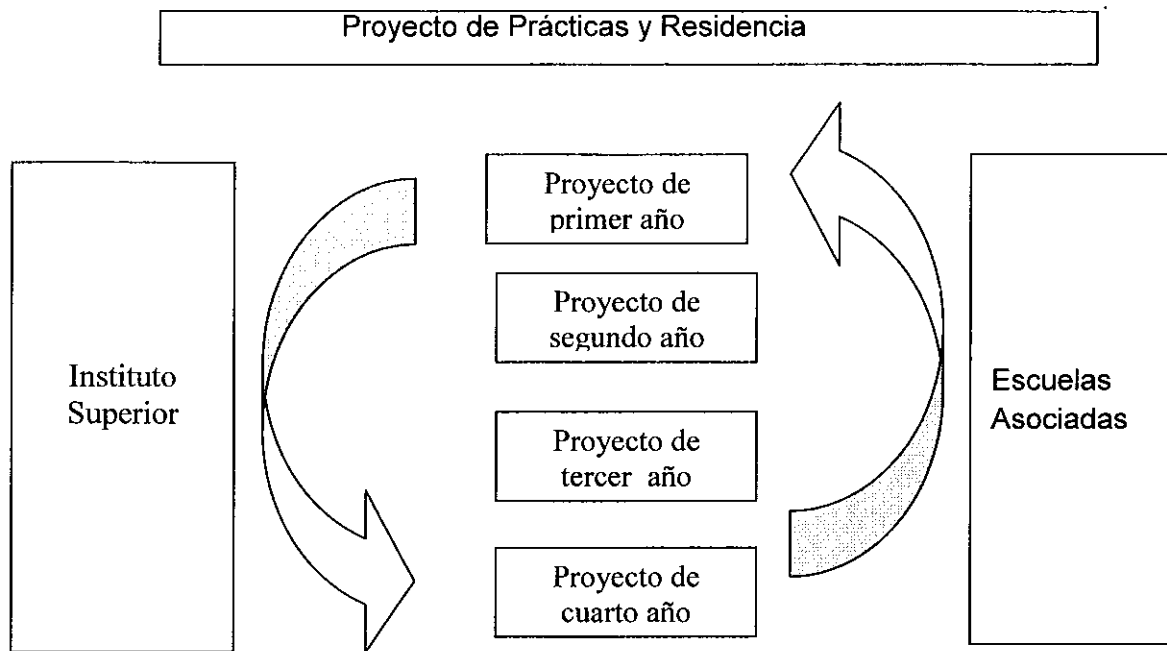 Proyecto de Prácticas y Residencia
Instituto
Superior
Proyecto de
primer año
Proyecto de
segundo año
Proyecto de
tercer año
Proyecto de
cuarto año
Escuelas
Asociadas